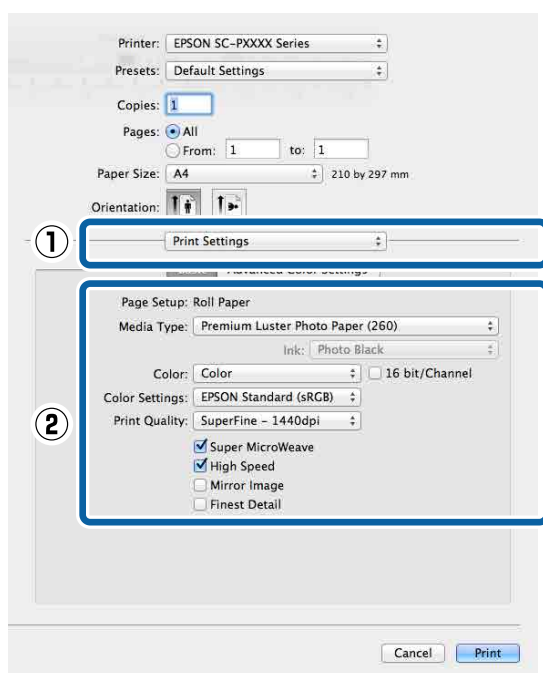 Printer: EPSON SC-PXXXX Series
Presets: Default Settings
Copies: 1
Pages: All
From: 1 to: 1
Paper Size: A4 210 by 297 mm
Orientation:
1 Print Settings
Advanced Color Settings
Page Setup: Roll Paper
Media Type: Premium Luster Photo Paper (260)
Ink: Photo Black
Color: Color 16 bit/Channel
Color Settings: EPSON Standard (sRGB)
2 Print Quality: SuperFine – 1440dpi
Super MicroWeave
High Speed
Mirror Image
Finest Detail
Cancel Print